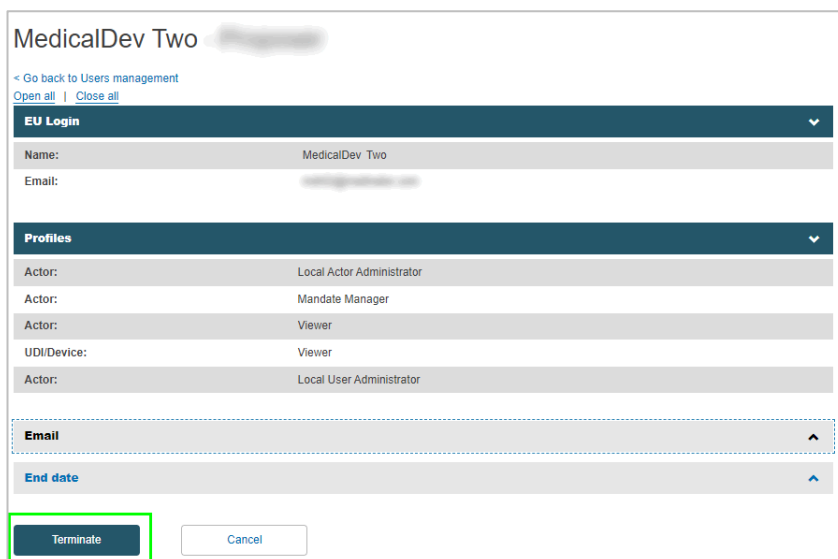 MedicalDev Two
< Go back to Users management
Open all | Close all
EU Login
Name: MedicalDev Two
Email:
Profiles
Actor: Local Actor Administrator
Actor: Mandate Manager
Actor: Viewer
UDI/Device: Viewer
Actor: Local User Administrator
Email
End date
Terminate Cancel